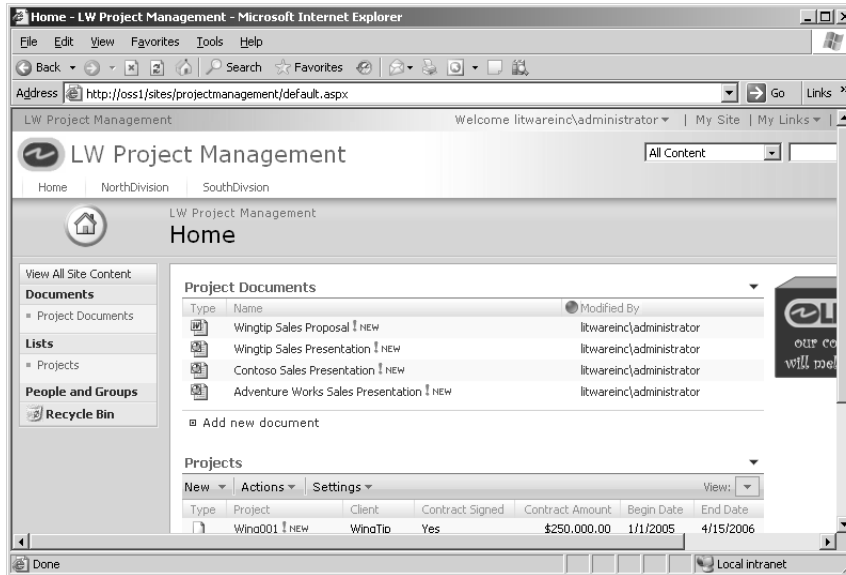 Home - LW Project Management - Microsoft Internet Explorer
File Edit View Favorites Tools Help
Back Search Favorites
Address http://oss1/sites/projectmanagement/default.aspx Go Links »
LW Project Management Welcome litwareinc\administrator | My Site | My Links |
LW Project Management All Content
Home NorthDivision SouthDivsion
LW Project Management
Home
View All Site Content
Documents
Project Documents
Lists
Projects
People and Groups
Recycle Bin
Project Documents
Type Name Modified By
Wingtip Sales Proposal ! NEW litwareinc\administrator
Wingtip Sales Presentation ! NEW litwareinc\administrator
Contoso Sales Presentation ! NEW litwareinc\administrator
Adventure Works Sales Presentation ! NEW litwareinc\administrator
Add new document
Projects
New Actions Settings View:
Type Project Client Contract Signed Contract Amount Begin Date End Date
Wing001 ! NEW WingTip Yes $250,000.00 1/1/2005 4/15/2006
our co
will me
Done Local intranet